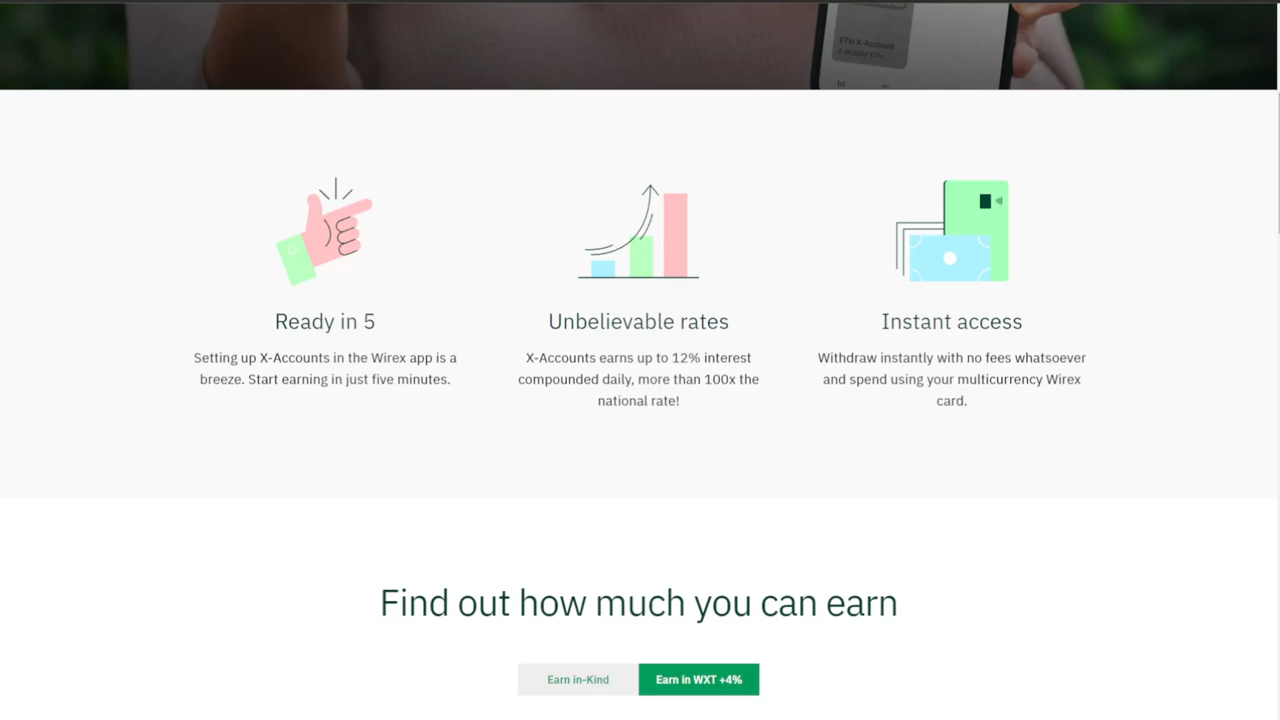 ETH X-Account
Ready in 5
Setting up X-Accounts in the Wirex app is a
breeze. Start earning in just five minutes.
Unbelievable rates
X-Accounts earns up to 12% interest
compounded daily, more than 100x the
national rate!
Instant access
Withdraw instantly with no fees whatsoever
and spend using your multicurrency Wirex
card.
Find out how much you can earn
Earn in-Kind
Earn in WXT +4%